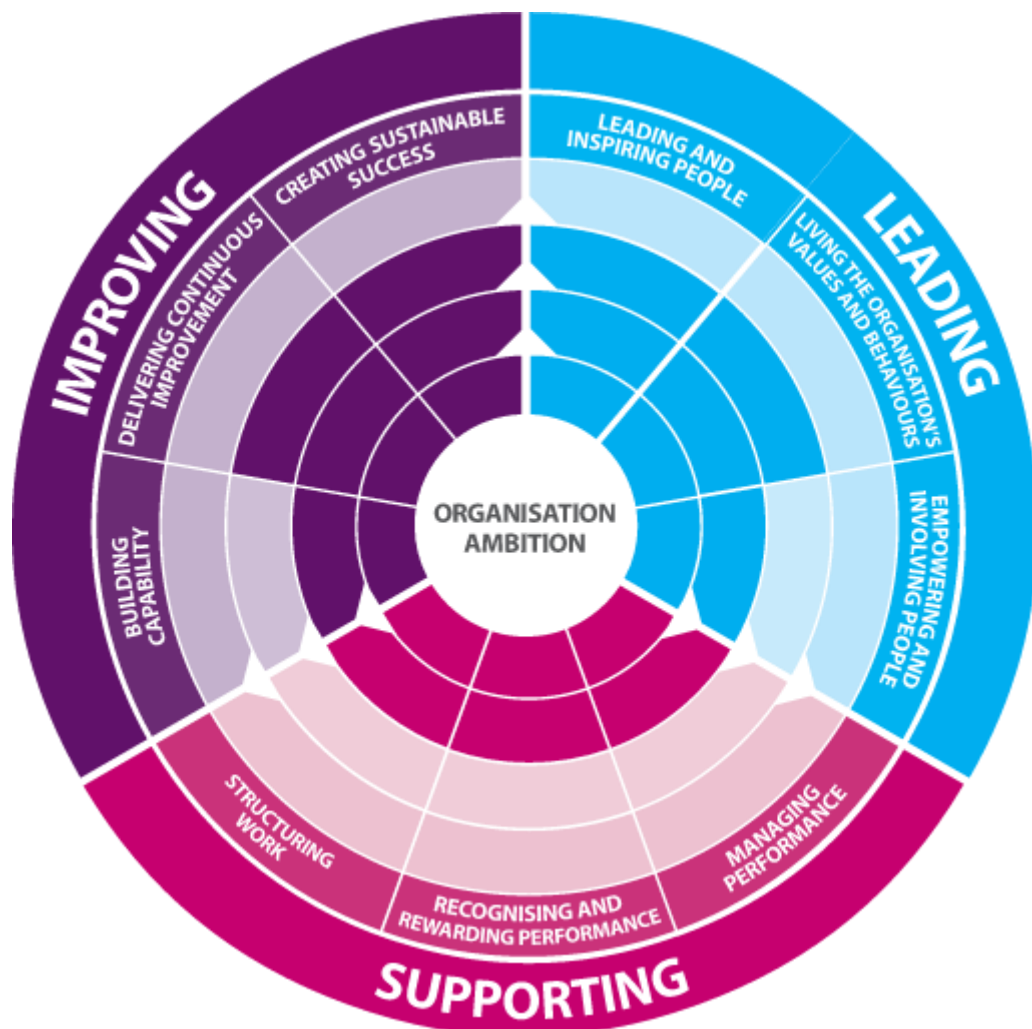 IMPROVING
LEADING
SUPPORTING
CREATING SUSTAINABLE
SUCCESS
LEADING AND
INSPIRING PEOPLE
LIVING THE ORGANISATION'S
VALUES AND BEHAVIOURS
EMPOWERING AND
INVOLVING PEOPLE
MANAGING
PERFORMANCE
RECOGNISING AND
REWARDING PERFORMANCE
STRUCTURING
WORK
BUILDING
CAPABILITY
DELIVERING CONTINUOUS
IMPROVEMENT
ORGANISATION
AMBITION